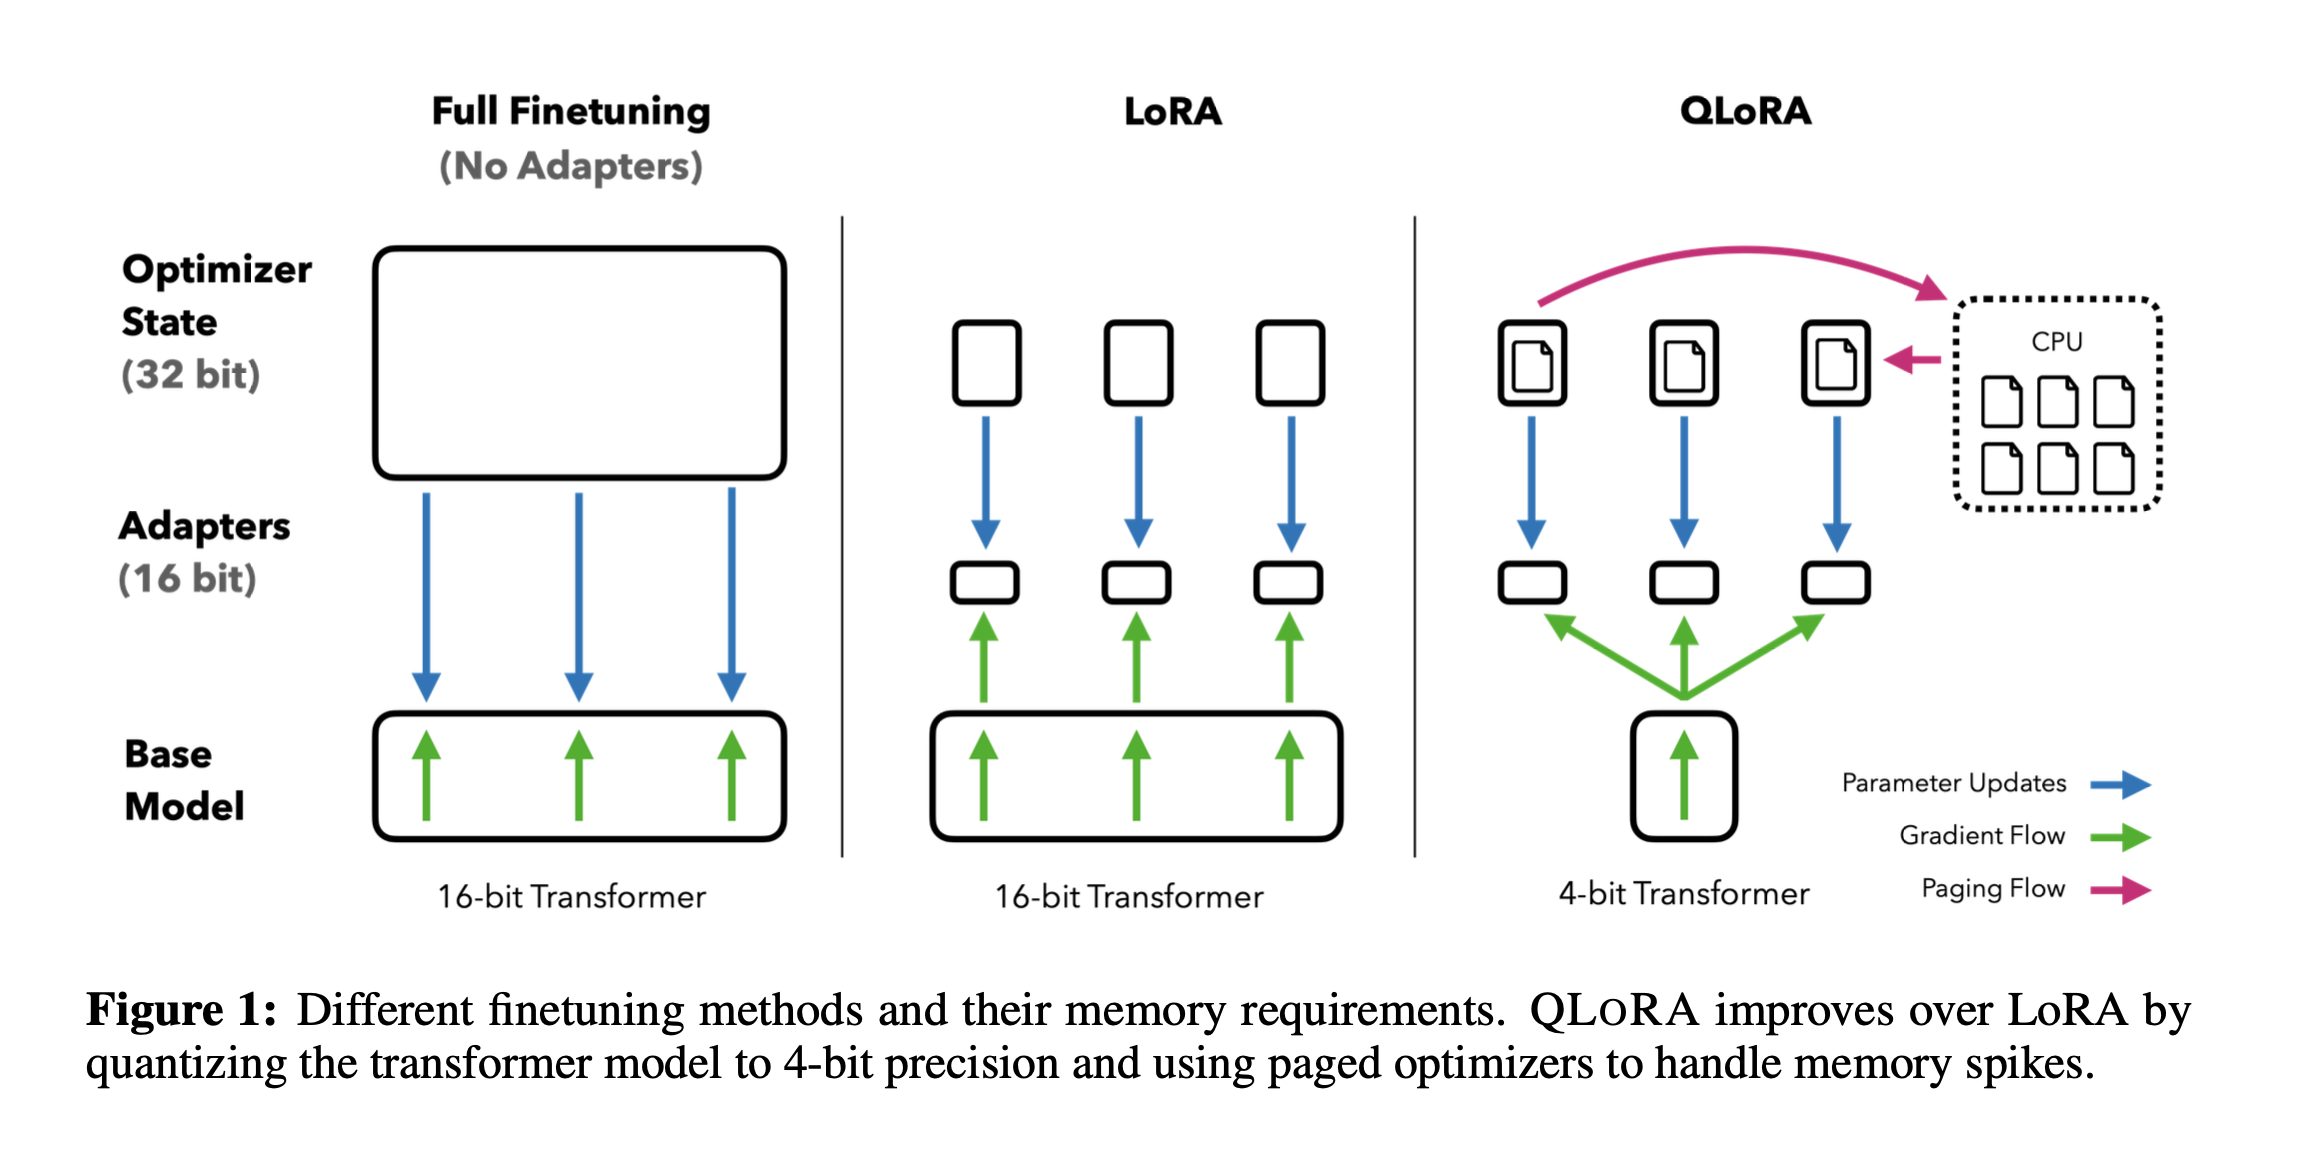 Full Finetuning
(No Adapters)
LoRA
QLoRA
Optimizer
State
(32 bit)
CPU
Adapters
(16 bit)
Base
Model
Parameter Updates
Gradient Flow
Paging Flow
16-bit Transformer
16-bit Transformer
4-bit Transformer
Figure 1: Different finetuning methods and their memory requirements. QLORA improves over LoRA by
quantizing the transformer model to 4-bit precision and using paged optimizers to handle memory spikes.